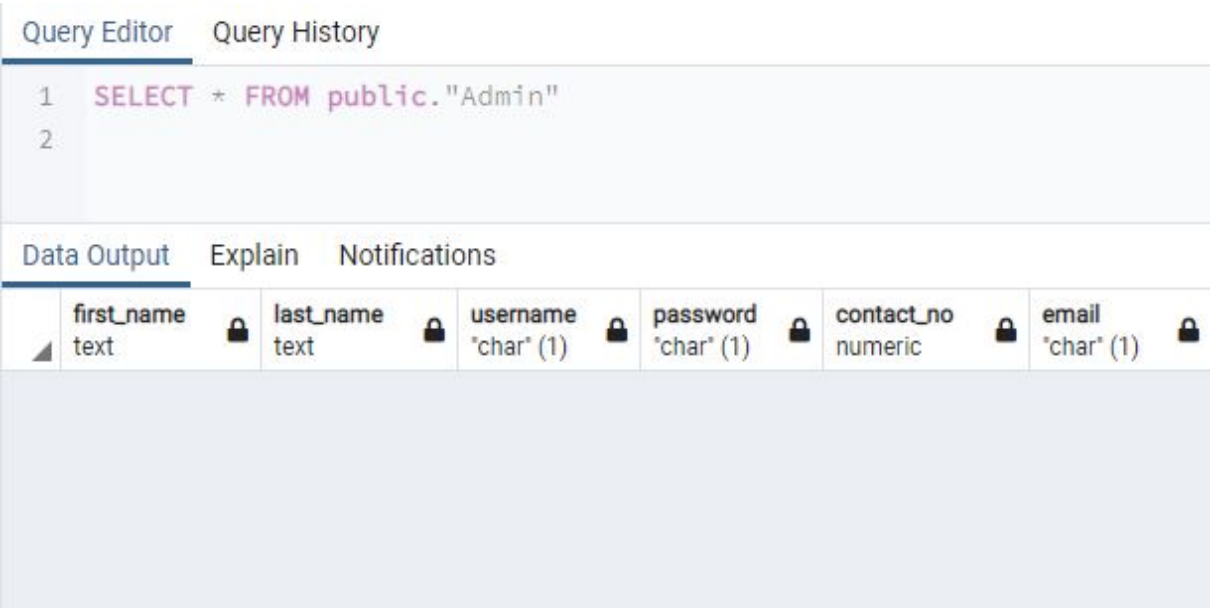 Query Editor Query History
1 SELECT * FROM public."Admin"
2
Data Output Explain Notifications
first_name last_name username password contact_no email
text text "char" (1) "char" (1) numeric "char" (1)